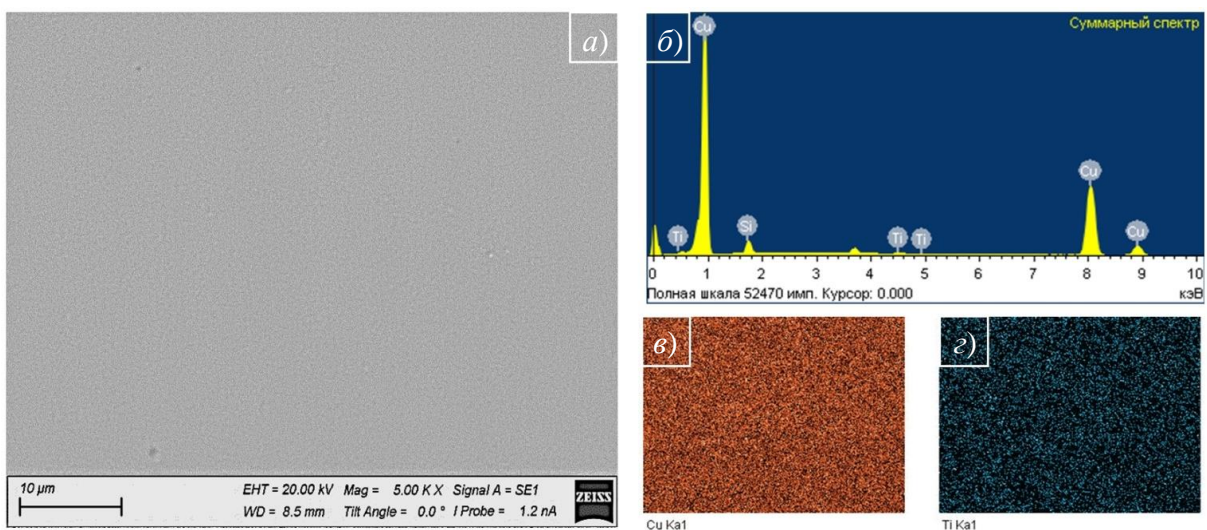 а)
10 µm
EHT = 20.00 kV Mag = 5.00 K X Signal A = SE1
WD = 8.5 mm Tilt Angle = 0.0 ° I Probe = 1.2 nA
ZEISS
б)
Суммарный спектр
Cu
Ti
Si
Ti
Ti
Cu
Cu
0 1 2 3 4 5 6 7 8 9 10
Полная шкала 52470 имп. Курсор: 0.000 кэВ
в)
Cu Ka1
г)
Ti Ka1